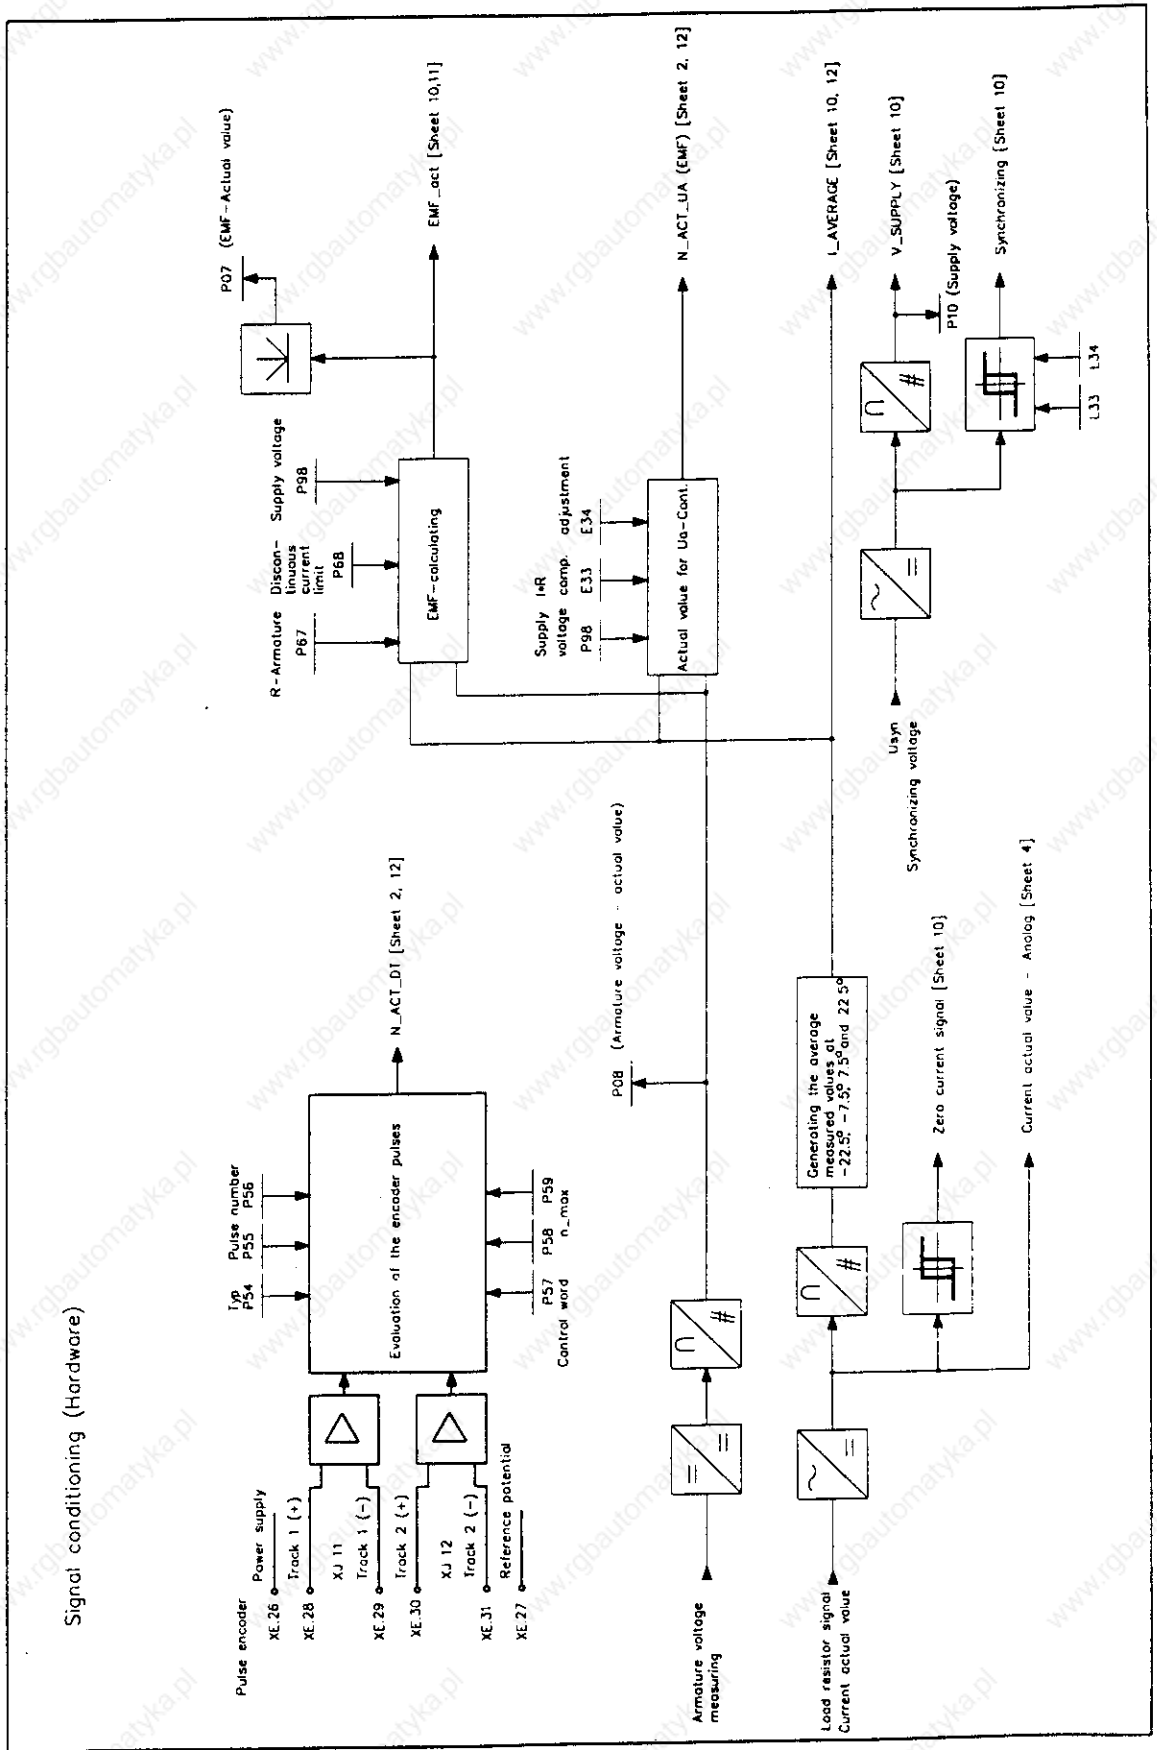 Signal conditioning (Hardware)
Pulse encoder
XE.26
Power supply
XE.28
Track 1 (+)
XJ 11
XE.29
Track 1 (-)
XE.30
Track 2 (+)
XJ 12
XE.31
Track 2 (-)
XE.27
Reference potential
Typ
P54
Pulse number
P55
P56
Evaluation of the encoder pulses
P57
P58
P59
Control
word
n_max
N_ACT_DT [Sheet 2, 12]
R-Armature
P67
Discon-
tinuous
current
limit
P68
Supply voltage
P98
EMF-calculating
P07
(EMF-Actual value)
EMF_act [Sheet 10,11]
Supply
voltage
P98
I*R
comp.
E33
adjustment
E34
Actual value for Ua-Cont.
N_ACT_UA (EMF) [Sheet 2, 12]
P08
(Armature voltage - actual value)
Armature voltage
measuring
=
=
U
#
Load resistor signal
Current actual value
~
=
U
#
Generating the average
measured values at
-22.5° -7.5° 7.5° and 22.5°
I_AVERAGE [Sheet 10, 12]
Zero current signal [Sheet 10]
Current actual value - Analog [Sheet 4]
Usyn
Synchronizing voltage
~
=
U
#
V_SUPPLY [Sheet 10]
P10 (Supply voltage)
L33
L34
Synchronizing [Sheet 10]
www.rgbautomatyka.pl